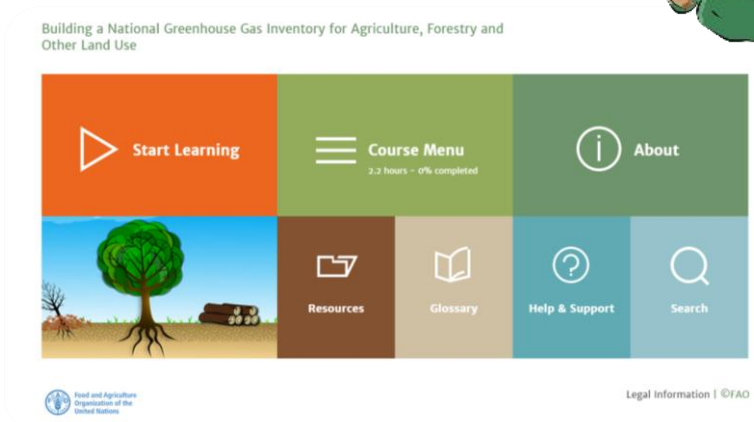 Building a National Greenhouse Gas Inventory for Agriculture, Forestry and
Other Land Use
Start Learning
Course Menu
2.2 hours - 0% completed
About
Resources
Glossary
Help & Support
Search
Food and Agriculture
Organization of the
United Nations
Legal Information | ©FAO